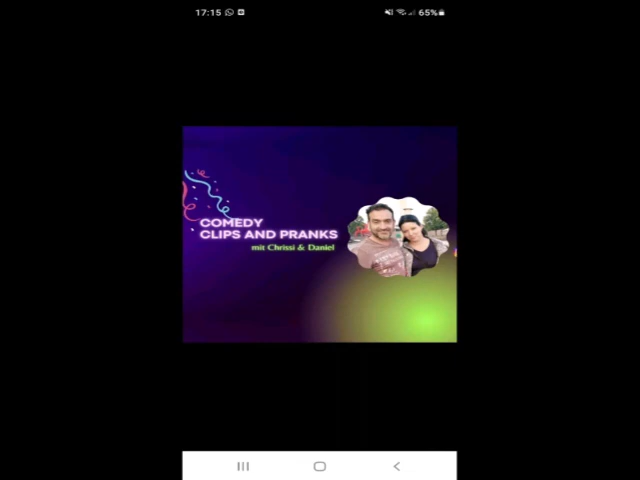 17:15 65%
COMEDY
CLIPS AND PRANKS
mit Chrissi & Daniel